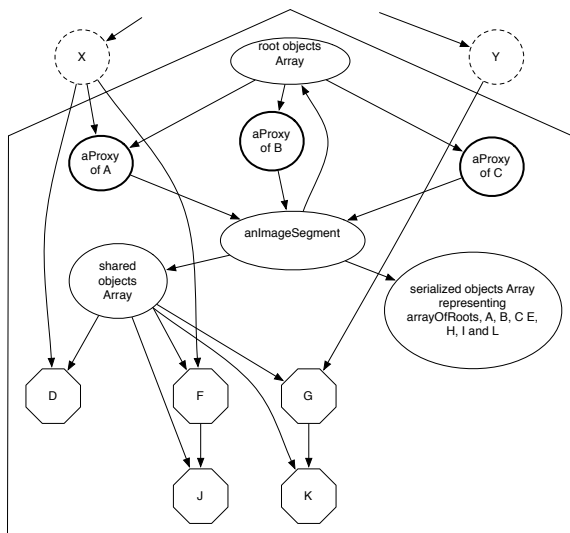 X
root objects
Array
Y
aProxy
of A
aProxy
of B
aProxy
of C
anImageSegment
shared
objects
Array
serialized objects Array
representing
arrayOfRoots, A, B, C E,
H, I and L
D
F
G
J
K